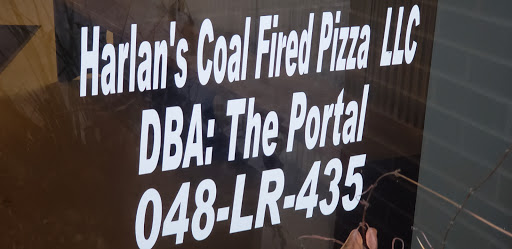 Harlan's Coal Fired Pizza LLC
DBA: The Portal
048-LR-435